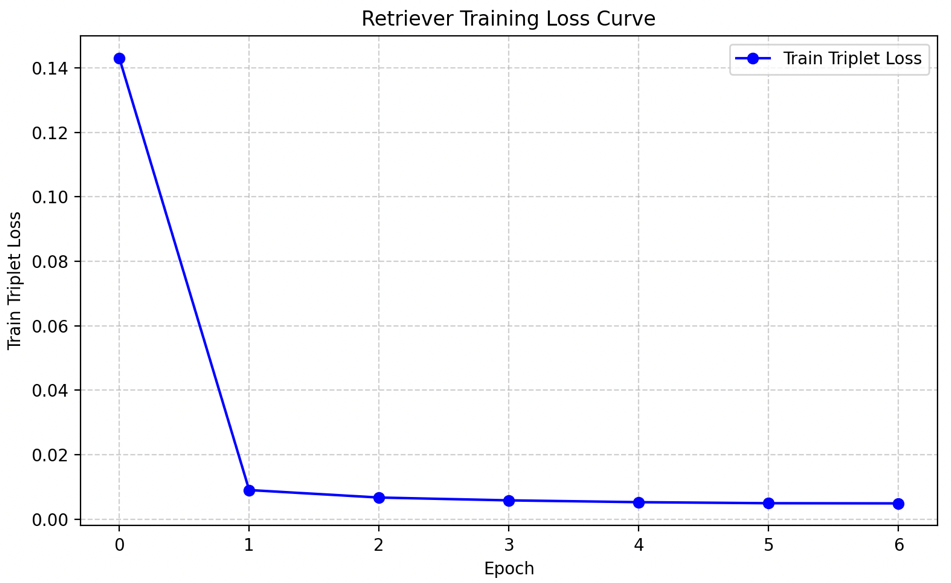 Retriever Training Loss Curve
Train Triplet Loss
0.14
0.12
0.10
0.08
0.06
0.04
0.02
0.00
Train Triplet Loss
0 1 2 3 4 5 6
Epoch